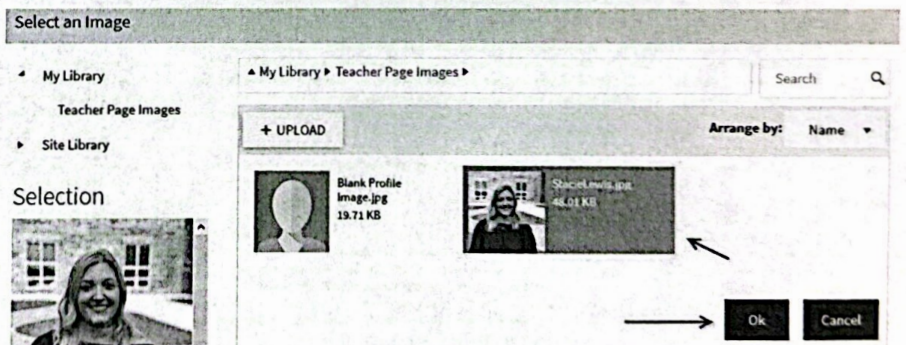 Select an Image
My Library
Teacher Page Images
Site Library
Selection
My Library Teacher Page Images
Search
+ UPLOAD
Arrange by: Name
Blank Profile
Image.jpg
19.71 KB
StacieLewis.jpg
48.01 KB
Ok
Cancel